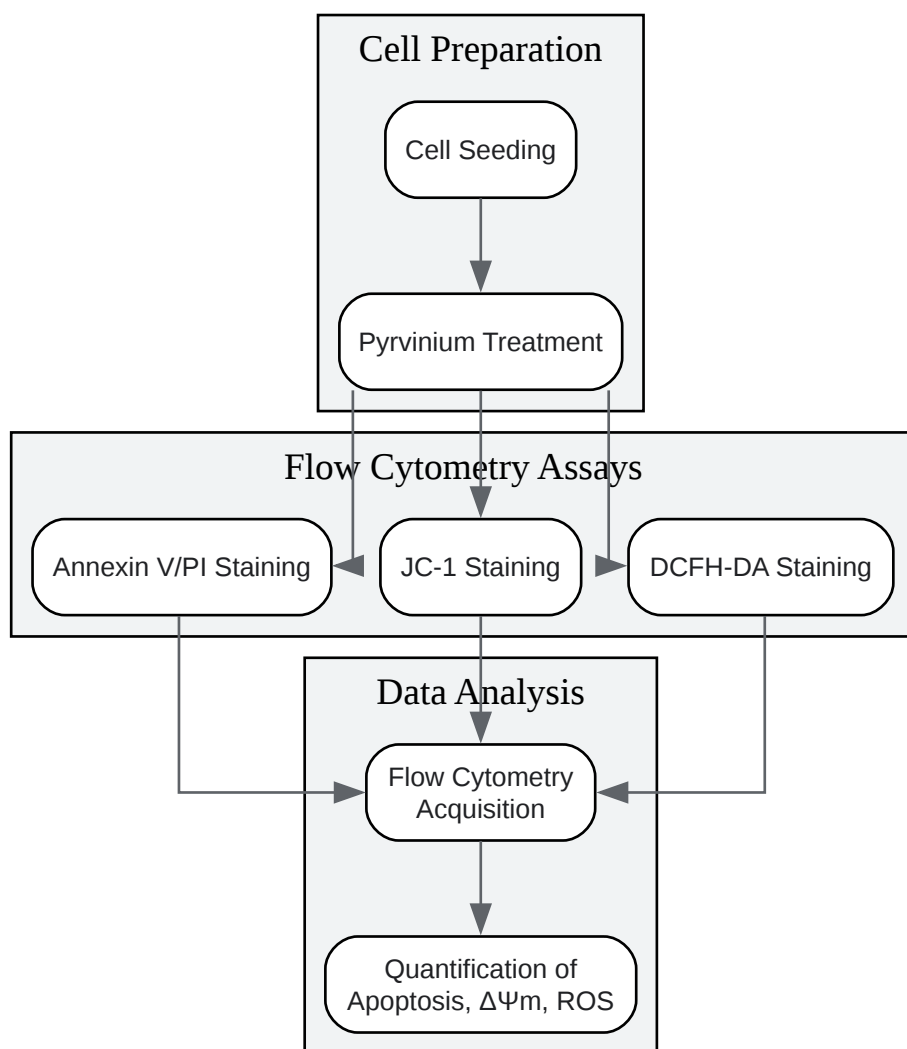 Cell Preparation
Cell Seeding
Pyrvinium Treatment
Flow Cytometry Assays
Annexin V/PI Staining
JC-1 Staining
DCFH-DA Staining
Data Analysis
Flow Cytometry
Acquisition
Quantification of
Apoptosis, ΔΨm, ROS